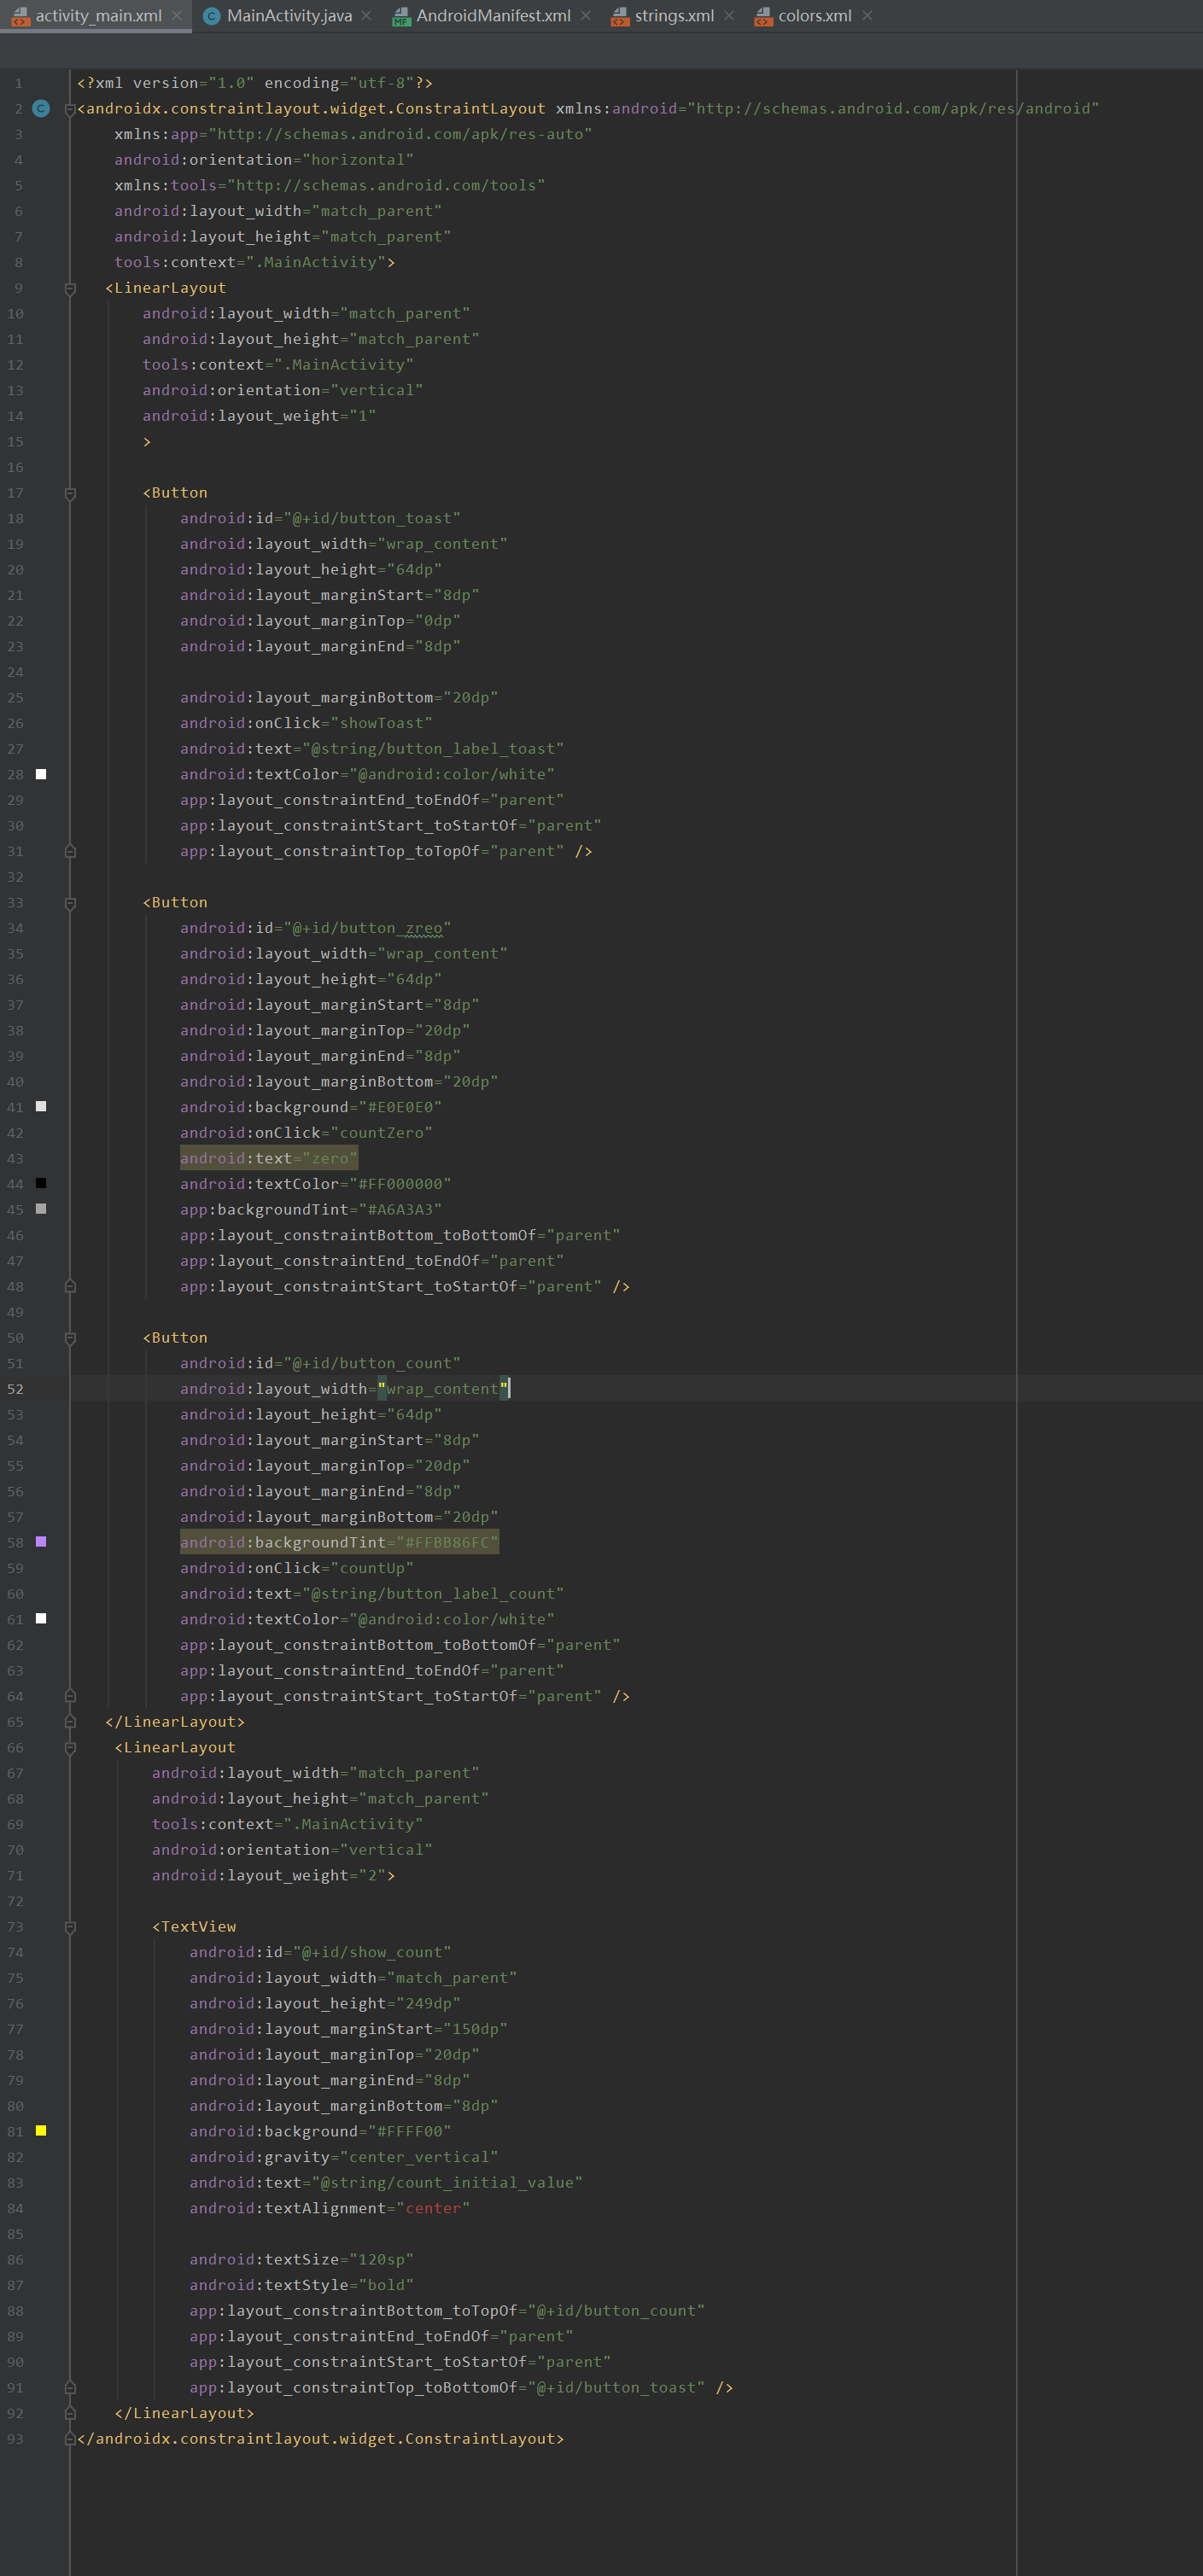 activity_main.xml MainActivity.java AndroidManifest.xml strings.xml colors.xml
1 <?xml version="1.0" encoding="utf-8"?>
2 <androidx.constraintlayout.widget.ConstraintLayout xmlns:android="http://schemas.android.com/apk/res/android"
3 xmlns:app="http://schemas.android.com/apk/res-auto"
4 android:orientation="horizontal"
5 xmlns:tools="http://schemas.android.com/tools"
6 android:layout_width="match_parent"
7 android:layout_height="match_parent"
8 tools:context=".MainActivity">
9 <LinearLayout
10 android:layout_width="match_parent"
11 android:layout_height="match_parent"
12 tools:context=".MainActivity"
13 android:orientation="vertical"
14 android:layout_weight="1"
15 >
16
17 <Button
18 android:id="@+id/button_toast"
19 android:layout_width="wrap_content"
20 android:layout_height="64dp"
21 android:layout_marginStart="8dp"
22 android:layout_marginTop="0dp"
23 android:layout_marginEnd="8dp"
24
25 android:layout_marginBottom="20dp"
26 android:onClick="showToast"
27 android:text="@string/button_label_toast"
28 android:textColor="@android:color/white"
29 app:layout_constraintEnd_toEndOf="parent"
30 app:layout_constraintStart_toStartOf="parent"
31 app:layout_constraintTop_toTopOf="parent" />
32
33 <Button
34 android:id="@+id/button_zreo"
35 android:layout_width="wrap_content"
36 android:layout_height="64dp"
37 android:layout_marginStart="8dp"
38 android:layout_marginTop="20dp"
39 android:layout_marginEnd="8dp"
40 android:layout_marginBottom="20dp"
41 android:background="#E0E0E0"
42 android:onClick="countZero"
43 android:text="zero"
44 android:textColor="#FF000000"
45 app:backgroundTint="#A6A3A3"
46 app:layout_constraintBottom_toBottomOf="parent"
47 app:layout_constraintEnd_toEndOf="parent"
48 app:layout_constraintStart_toStartOf="parent" />
49
50 <Button
51 android:id="@+id/button_count"
52 android:layout_width="wrap_content"
53 android:layout_height="64dp"
54 android:layout_marginStart="8dp"
55 android:layout_marginTop="20dp"
56 android:layout_marginEnd="8dp"
57 android:layout_marginBottom="20dp"
58 android:backgroundTint="#FFBB86FC"
59 android:onClick="countUp"
60 android:text="@string/button_label_count"
61 android:textColor="@android:color/white"
62 app:layout_constraintBottom_toBottomOf="parent"
63 app:layout_constraintEnd_toEndOf="parent"
64 app:layout_constraintStart_toStartOf="parent" />
65 </LinearLayout>
66 <LinearLayout
67 android:layout_width="match_parent"
68 android:layout_height="match_parent"
69 tools:context=".MainActivity"
70 android:orientation="vertical"
71 android:layout_weight="2">
72
73 <TextView
74 android:id="@+id/show_count"
75 android:layout_width="match_parent"
76 android:layout_height="249dp"
77 android:layout_marginStart="150dp"
78 android:layout_marginTop="20dp"
79 android:layout_marginEnd="8dp"
80 android:layout_marginBottom="8dp"
81 android:background="#FFFF00"
82 android:gravity="center_vertical"
83 android:text="@string/count_initial_value"
84 android:textAlignment="center"
85
86 android:textSize="120sp"
87 android:textStyle="bold"
88 app:layout_constraintBottom_toTopOf="@+id/button_count"
89 app:layout_constraintEnd_toEndOf="parent"
90 app:layout_constraintStart_toStartOf="parent"
91 app:layout_constraintTop_toBottomOf="@+id/button_toast" />
92 </LinearLayout>
93 </androidx.constraintlayout.widget.ConstraintLayout>